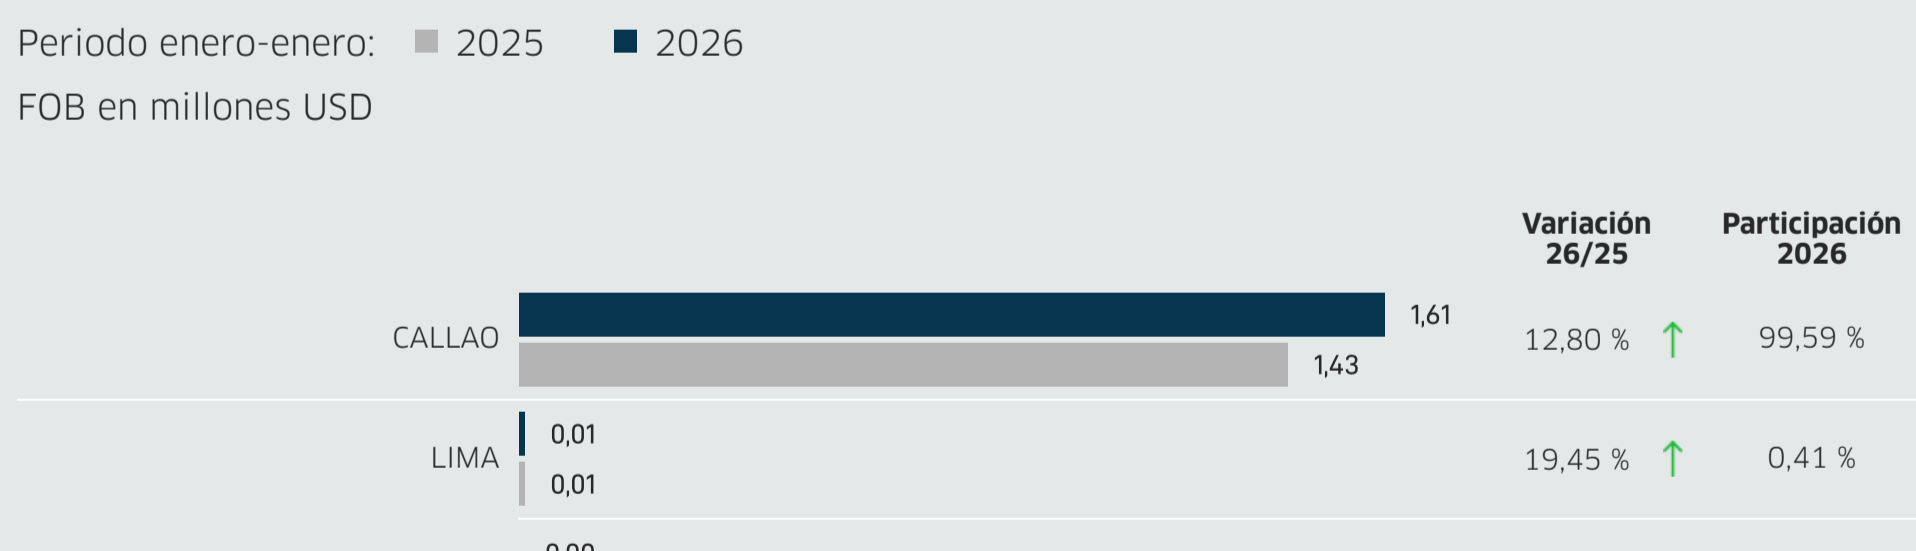 Periodo enero-enero: 2025 2026
FOB en millones USD
Variación 26/25 Participación 2026
CALLAO 1,61 1,43 12,80 % ↑ 99,59 %
LIMA 0,01 0,01 19,45 % ↑ 0,41 %